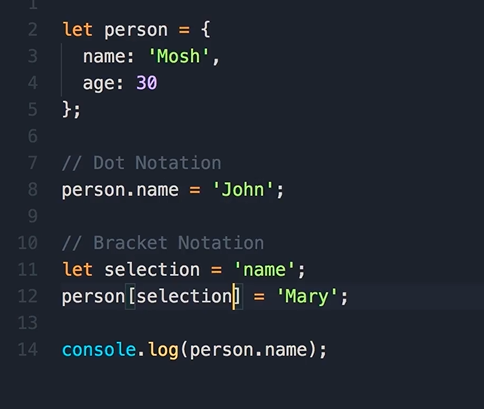 1
2 let person = {
3   name: 'Mosh',
4   age: 30
5 };
6
7 // Dot Notation
8 person.name = 'John';
9
10 // Bracket Notation
11 let selection = 'name';
12 person[selection] = 'Mary';
13
14 console.log(person.name);